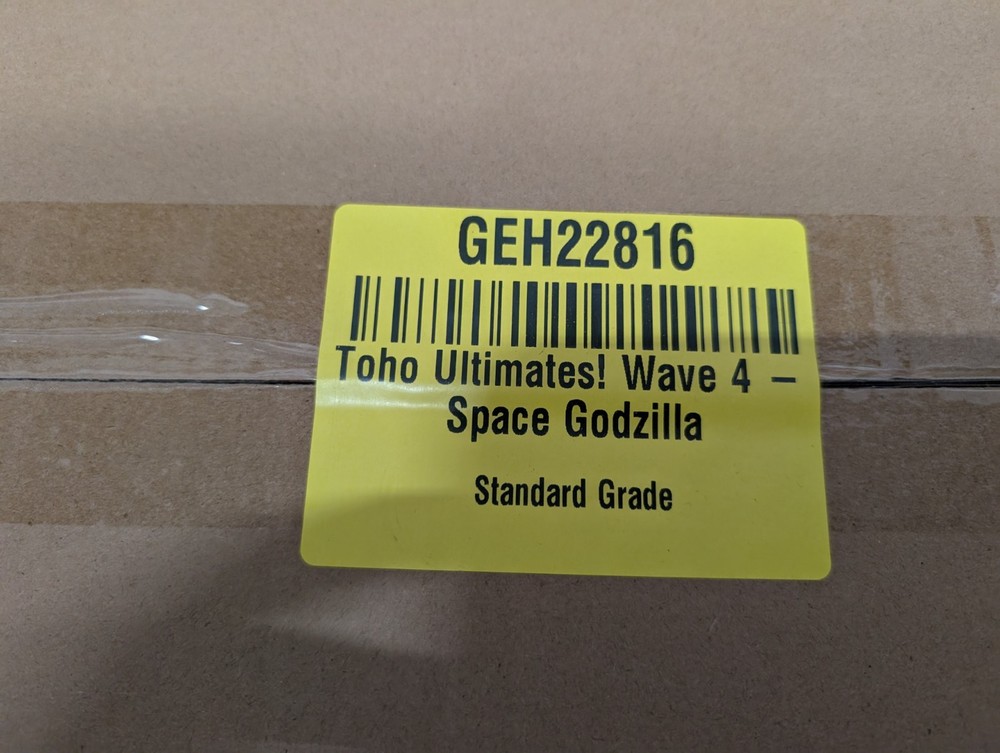 GEH22816
Toho Ultimates! Wave 4 –
Space Godzilla
Standard Grade